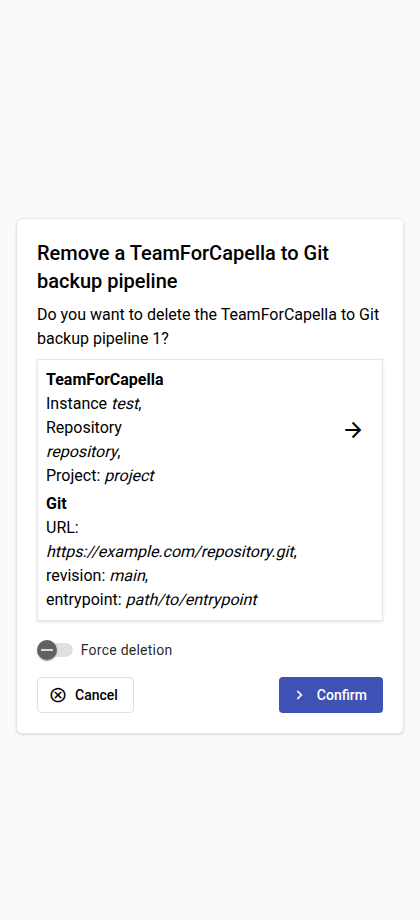 Remove a TeamForCapella to Git
backup pipeline
Do you want to delete the TeamForCapella to Git
backup pipeline 1?
TeamForCapella
Instance test,
Repository
repository,
Project: project
Git
URL:
https://example.com/repository.git,
revision: main,
entrypoint: path/to/entrypoint
Force deletion
Cancel
Confirm